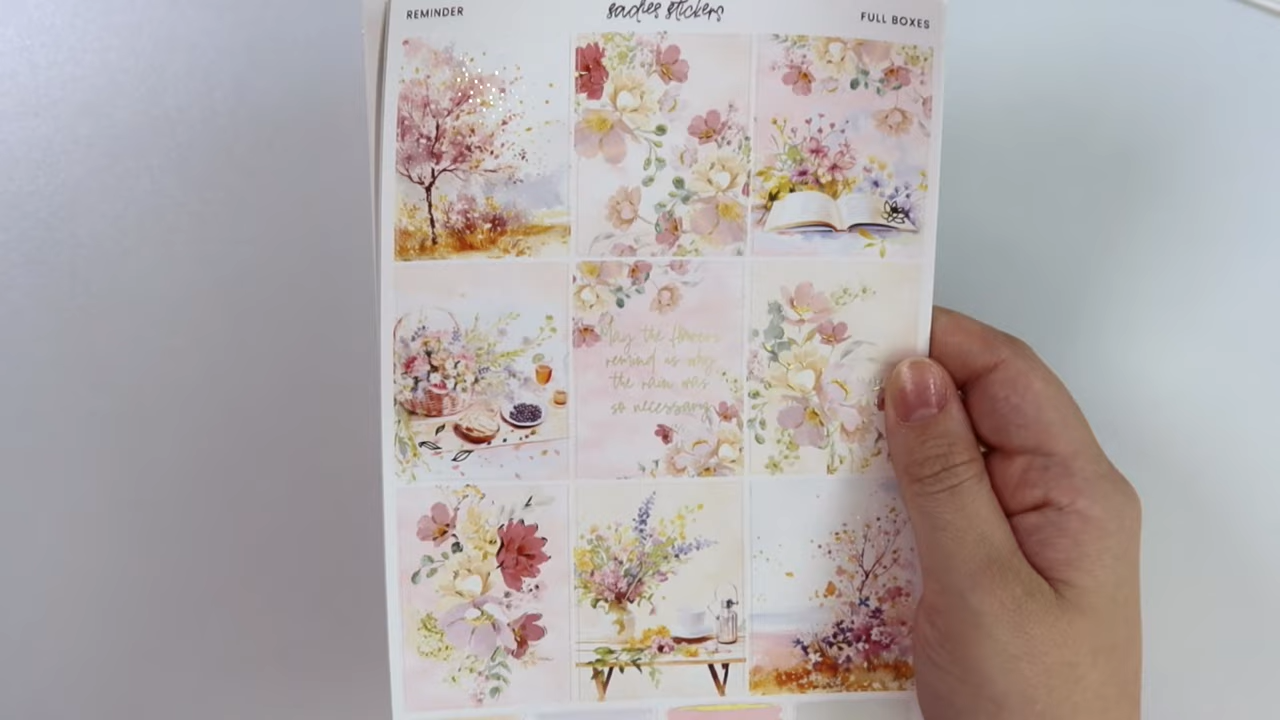 REMINDER
sadies stickers
FULL BOXES
May the flowers
remind us why
the rain was
so necessary